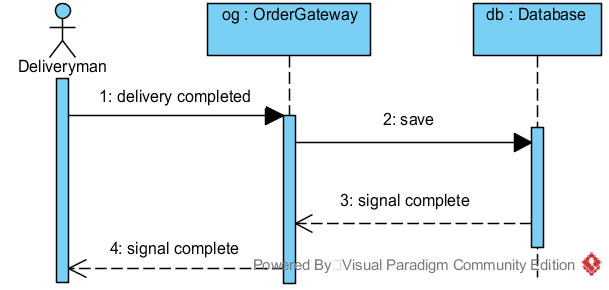 og : OrderGateway
db : Database
Deliveryman
1: delivery completed
2: save
3: signal complete
4: signal complete
Powered By Visual Paradigm Community Edition